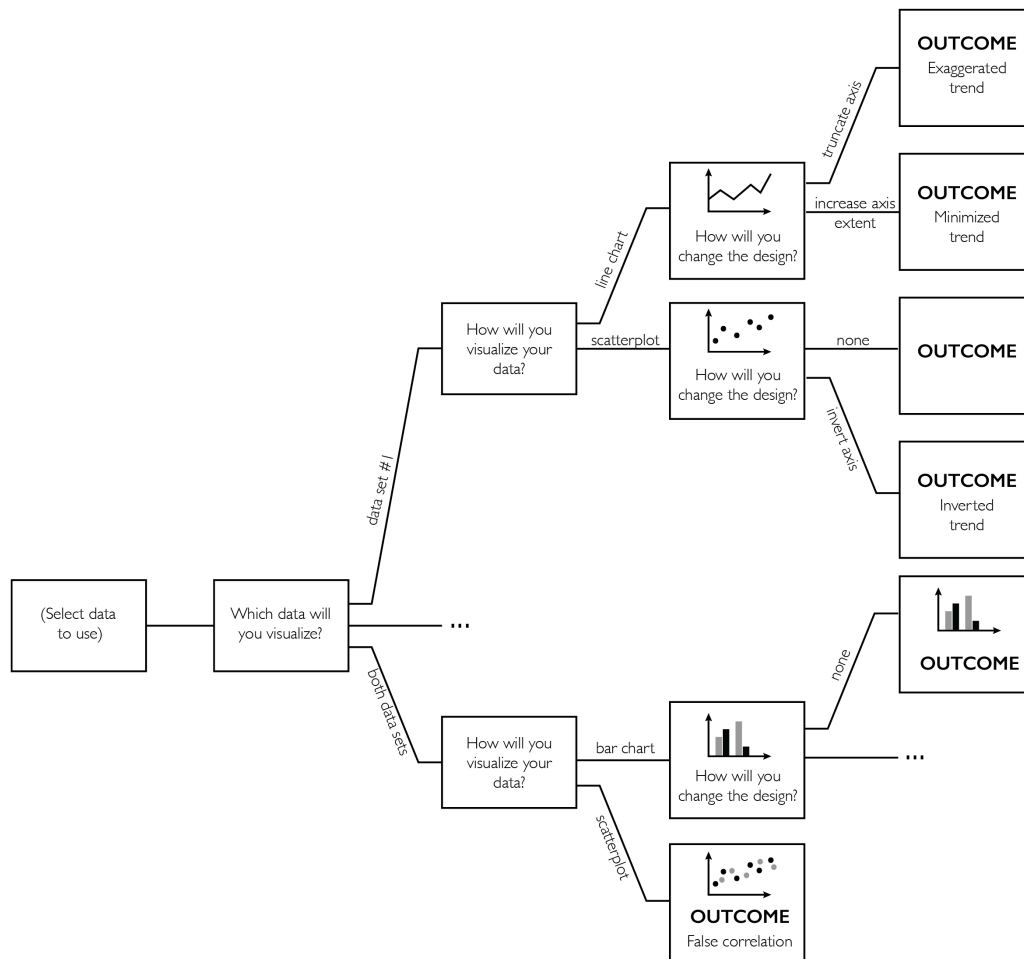 OUTCOME
Exaggerated
trend
truncate axis
OUTCOME
Minimized
trend
increase axis
extent
How will you
change the design?
line chart
How will you
visualize your
data?
scatterplot
How will you
change the design?
none
OUTCOME
invert axis
OUTCOME
Inverted
trend
data set #1
(Select data
to use)
Which data will
you visualize?
...
both data sets
How will you
visualize your
data?
bar chart
How will you
change the design?
none
OUTCOME
...
scatterplot
OUTCOME
False correlation